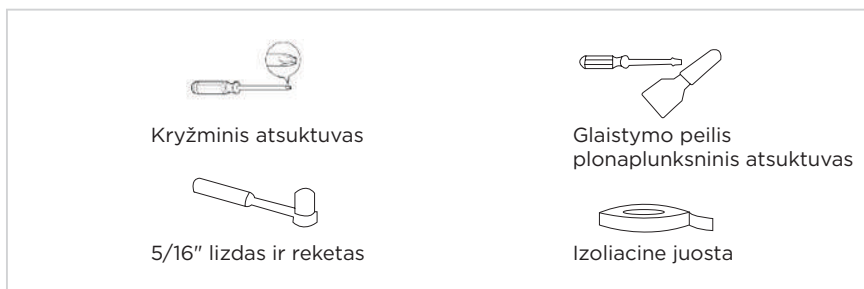 Kryžminis atsuktuvas
Glaistymo peilis
plonaplunksninis atsuktuvas
5/16" lizdas ir reketas
Izoliacine juosta